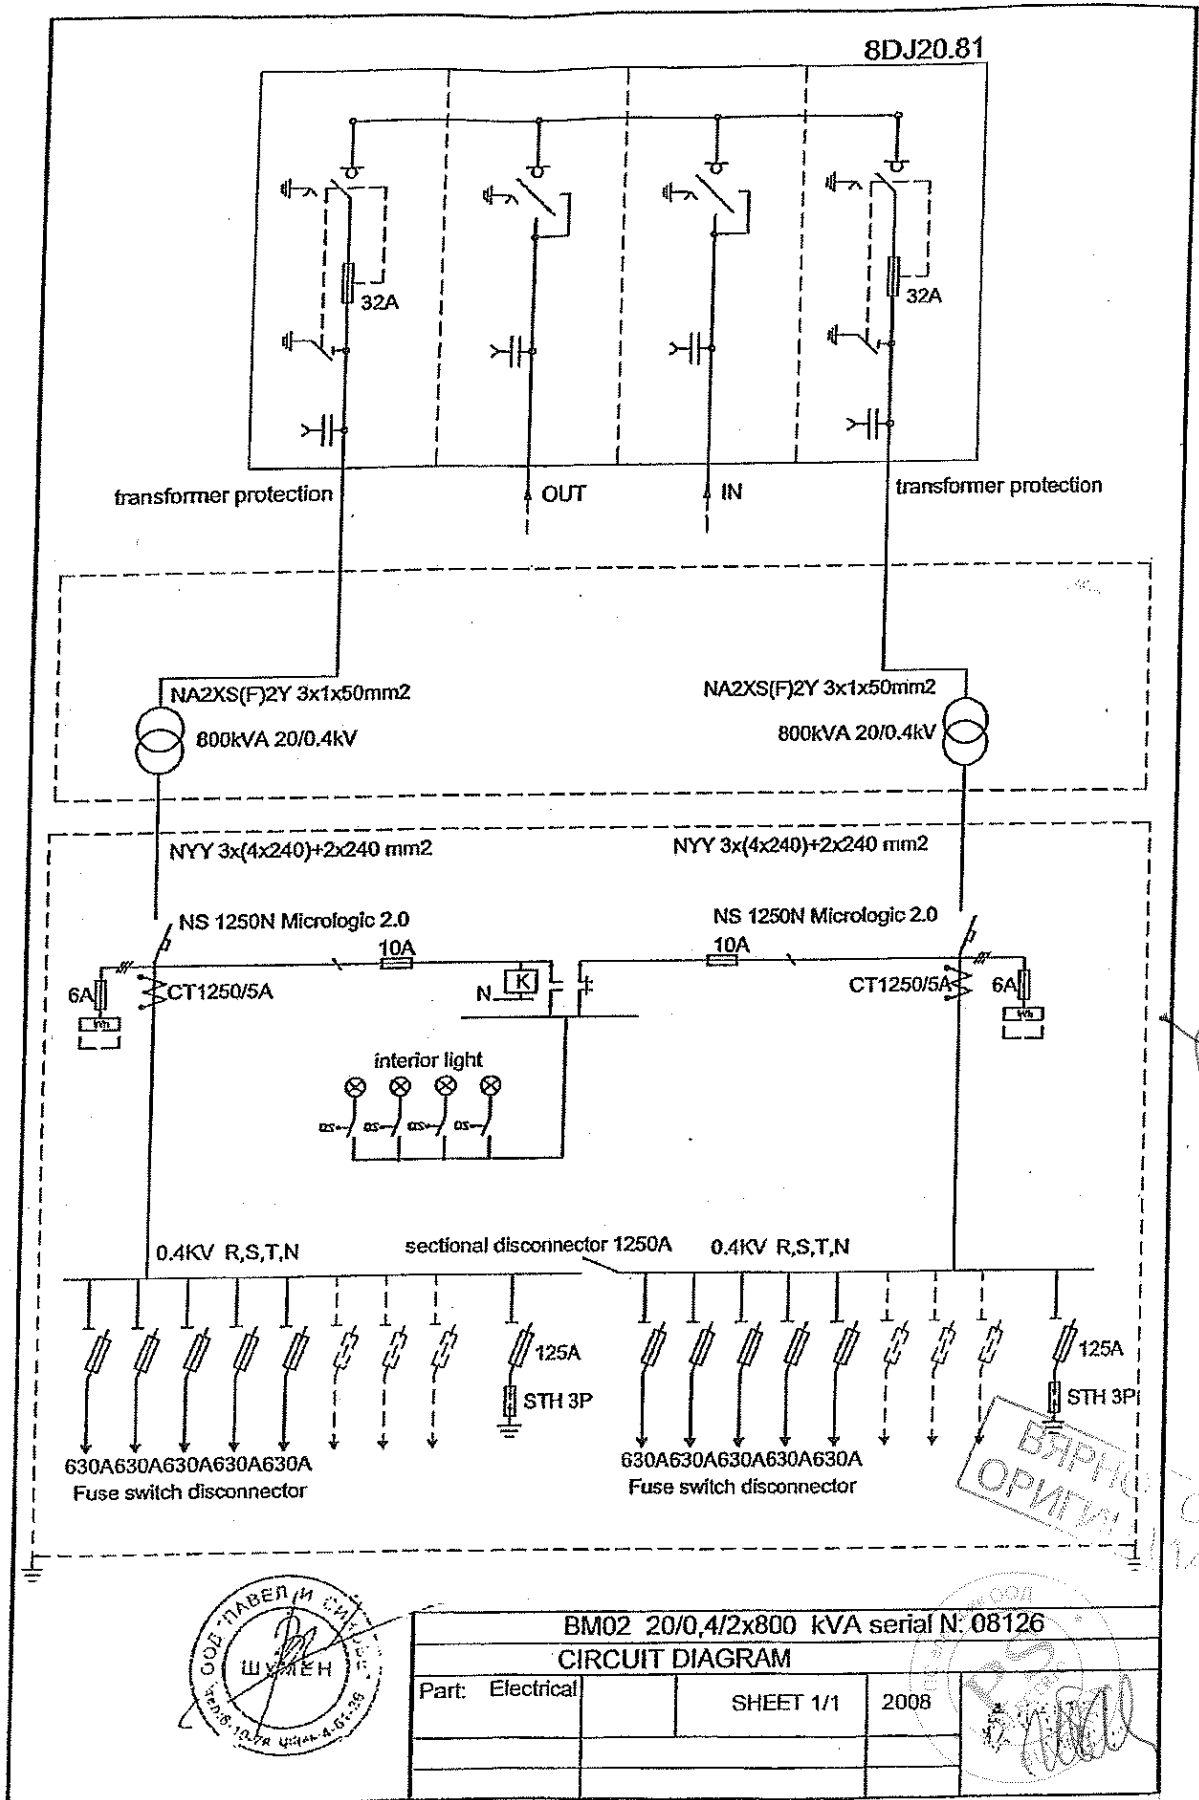 8DJ20.81
32A
32A
transformer protection
OUT
IN
transformer protection
NA2XS(F)2Y 3x1x50mm2
800kVA 20/0.4kV
NA2XS(F)2Y 3x1x50mm2
800kVA 20/0.4kV
NYY 3x(4x240)+2x240 mm2
NYY 3x(4x240)+2x240 mm2
NS 1250N Micrologic 2.0
NS 1250N Micrologic 2.0
10A
10A
6A
CT1250/5A
N
K
CT1250/5A
6A
Wh
Wh
interior light
0.4KV R,S,T,N
sectional disconnector 1250A
0.4KV R,S,T,N
125A
125A
STH 3P
STH 3P
630A630A630A630A630A
630A630A630A630A630A
Fuse switch disconnector
Fuse switch disconnector
ВЯРНО
ООД "ПАВЕЛ И
ШУМЕН
ООД
PS
BM02 20/0,4/2x800 kVA serial N: 08126
CIRCUIT DIAGRAM
Part: Electrical
SHEET 1/1
2008